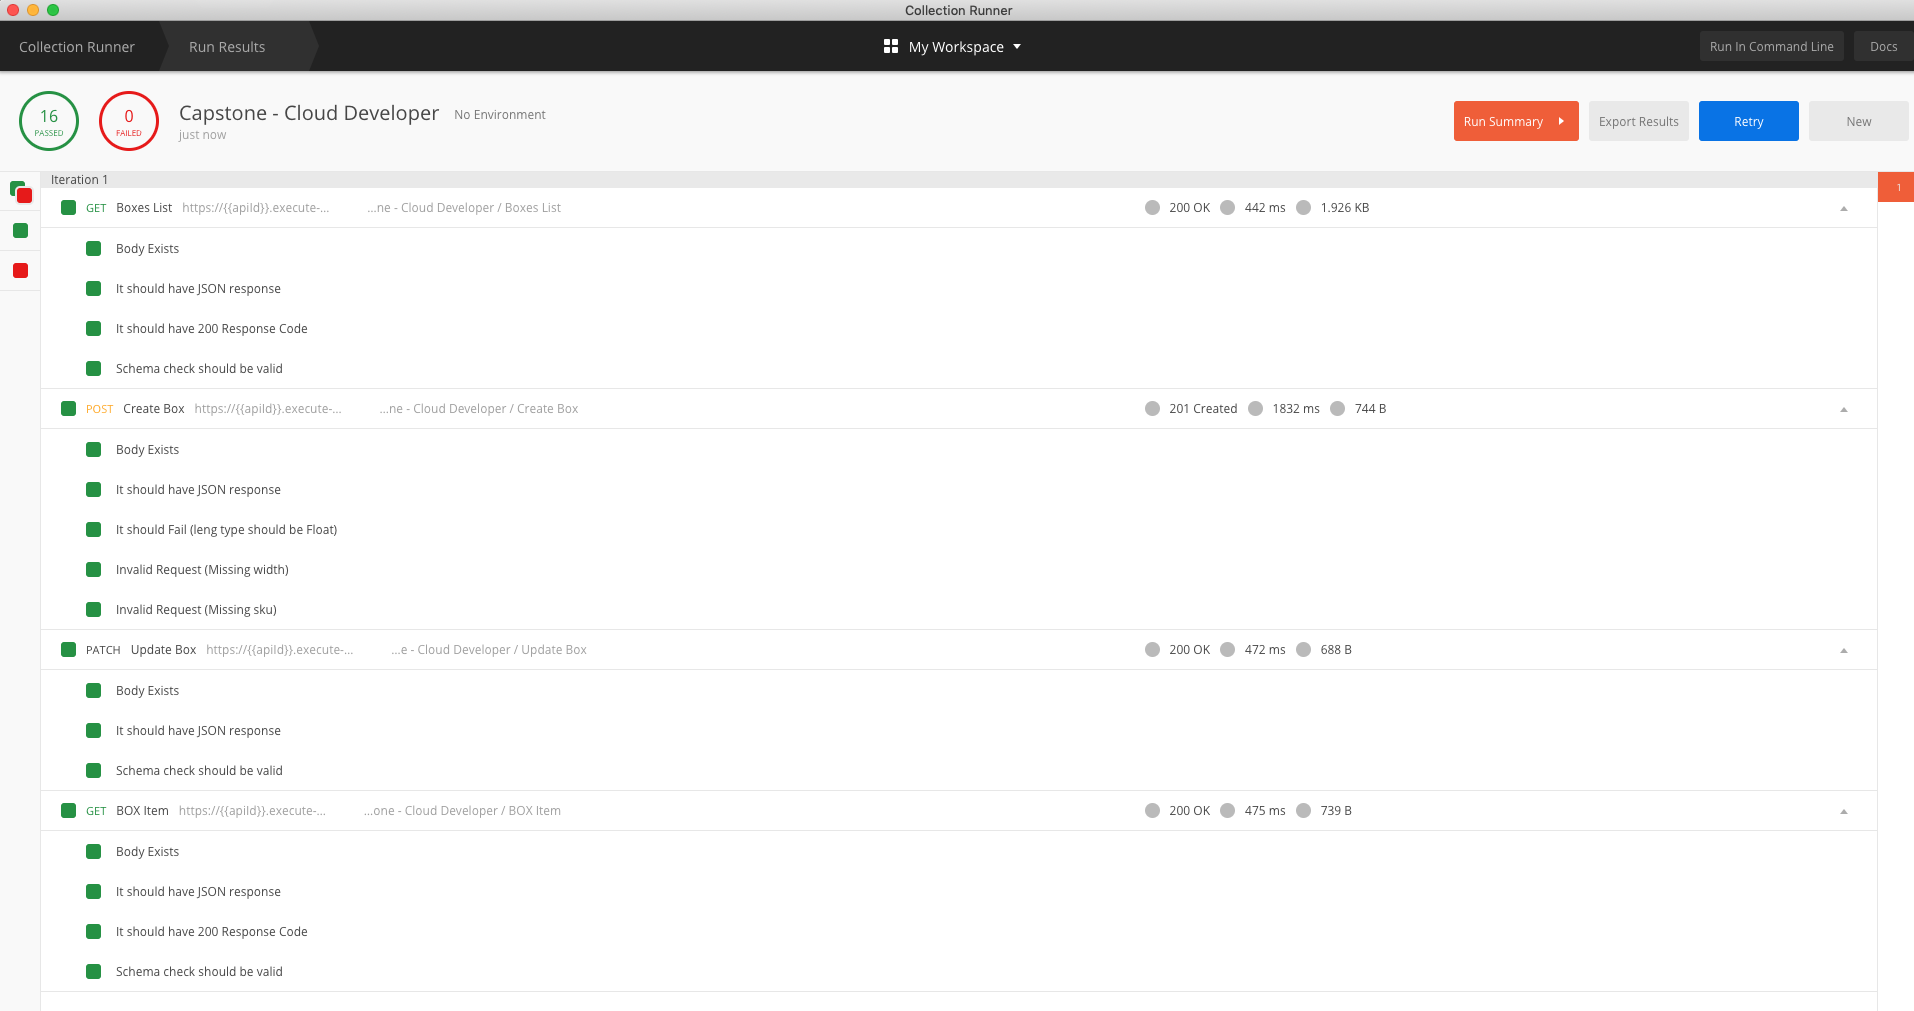 Collection Runner
Collection Runner Run Results My Workspace Run In Command Line Docs
16 PASSED 0 FAILED Capstone - Cloud Developer No Environment just now Run Summary Export Results Retry New
Iteration 1
1
GET Boxes List https://{{apiId}}.execute-... ...ne - Cloud Developer / Boxes List 200 OK 442 ms 1.926 KB
Body Exists
It should have JSON response
It should have 200 Response Code
Schema check should be valid
POST Create Box https://{{apiId}}.execute-... ...ne - Cloud Developer / Create Box 201 Created 1832 ms 744 B
Body Exists
It should have JSON response
It should Fail (leng type should be Float)
Invalid Request (Missing width)
Invalid Request (Missing sku)
PATCH Update Box https://{{apiId}}.execute-... ...e - Cloud Developer / Update Box 200 OK 472 ms 688 B
Body Exists
It should have JSON response
Schema check should be valid
GET BOX Item https://{{apiId}}.execute-... ...one - Cloud Developer / BOX Item 200 OK 475 ms 739 B
Body Exists
It should have JSON response
It should have 200 Response Code
Schema check should be valid